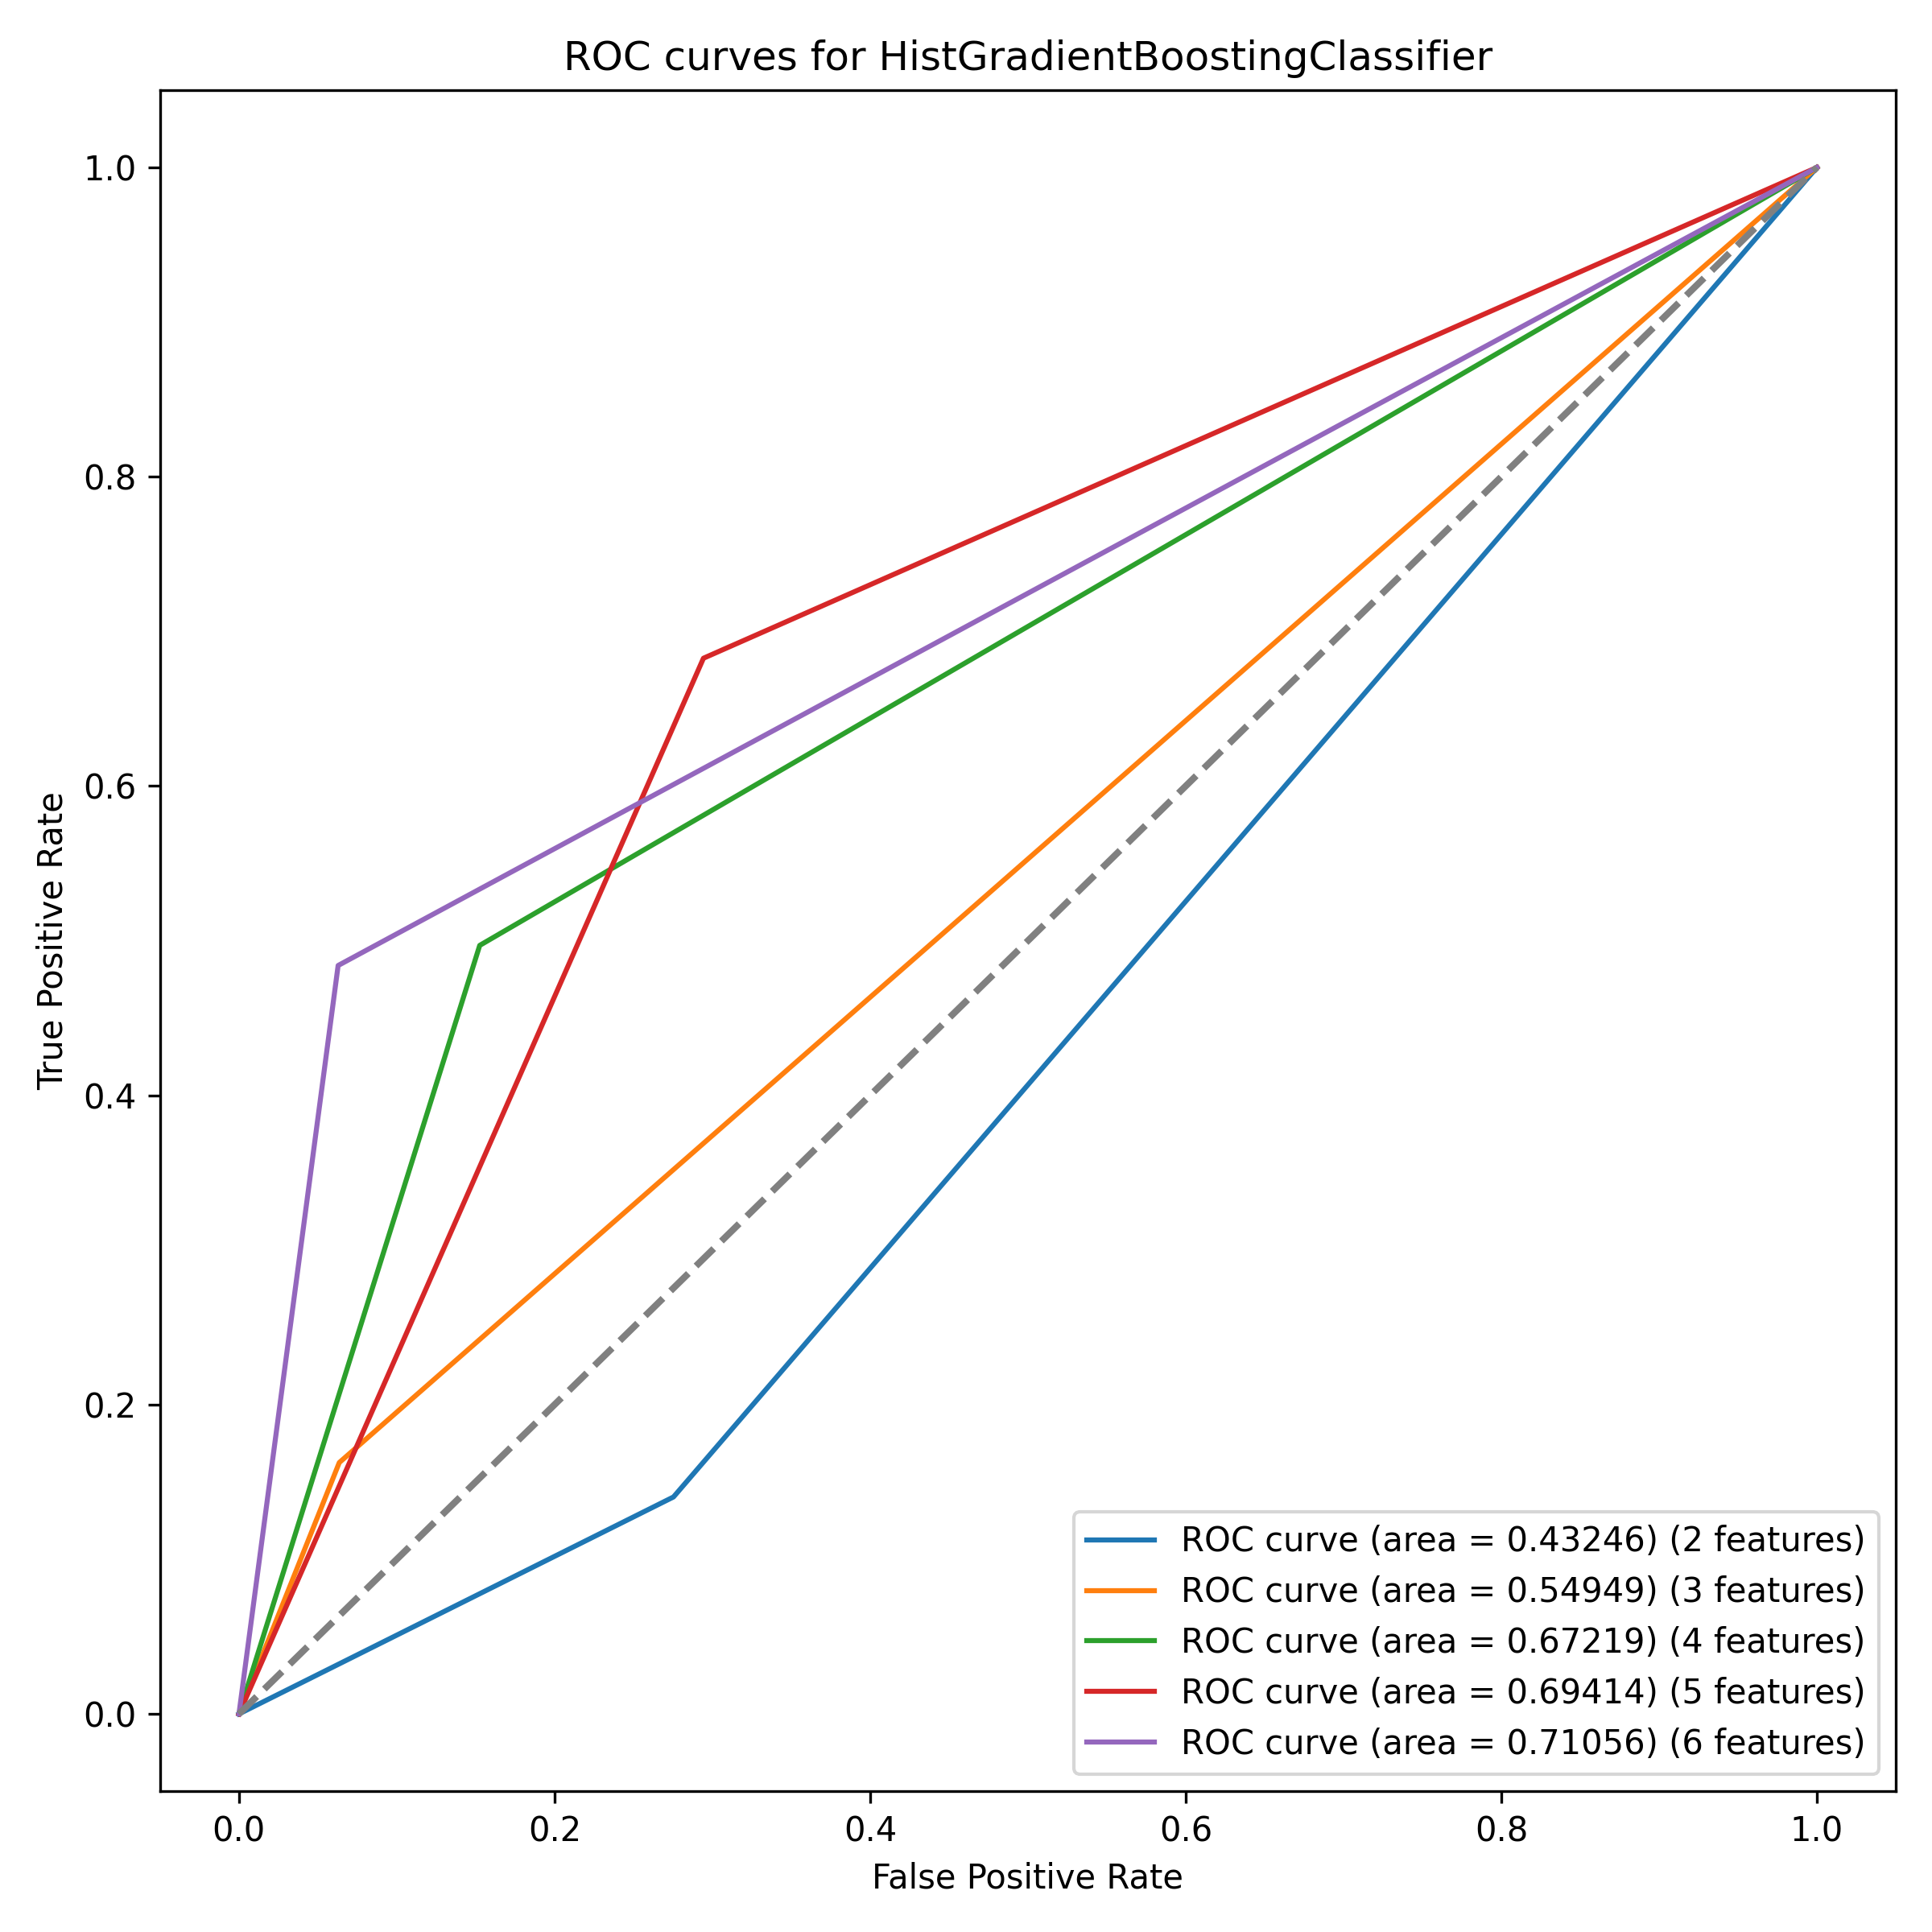 ROC curves for HistGradientBoostingClassifier
1.0
0.8
0.6
0.4
0.2
0.0
True Positive Rate
0.0 0.2 0.4 0.6 0.8 1.0
False Positive Rate
ROC curve (area = 0.43246) (2 features)
ROC curve (area = 0.54949) (3 features)
ROC curve (area = 0.67219) (4 features)
ROC curve (area = 0.69414) (5 features)
ROC curve (area = 0.71056) (6 features)